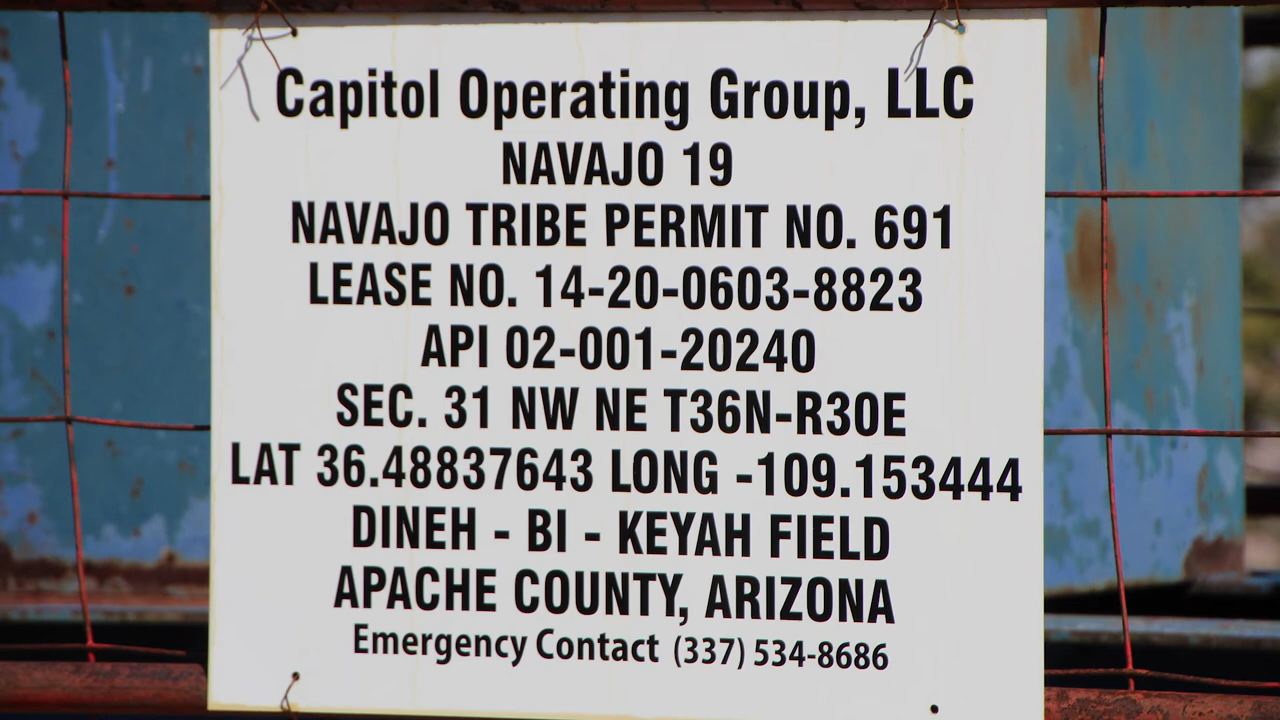 Capitol Operating Group, LLC
NAVAJO 19
NAVAJO TRIBE PERMIT NO. 691
LEASE NO. 14-20-0603-8823
API 02-001-20240
SEC. 31 NW NE T36N-R30E
LAT 36.48837643 LONG -109.153444
DINEH - BI - KEYAH FIELD
APACHE COUNTY, ARIZONA
Emergency Contact (337) 534-8686